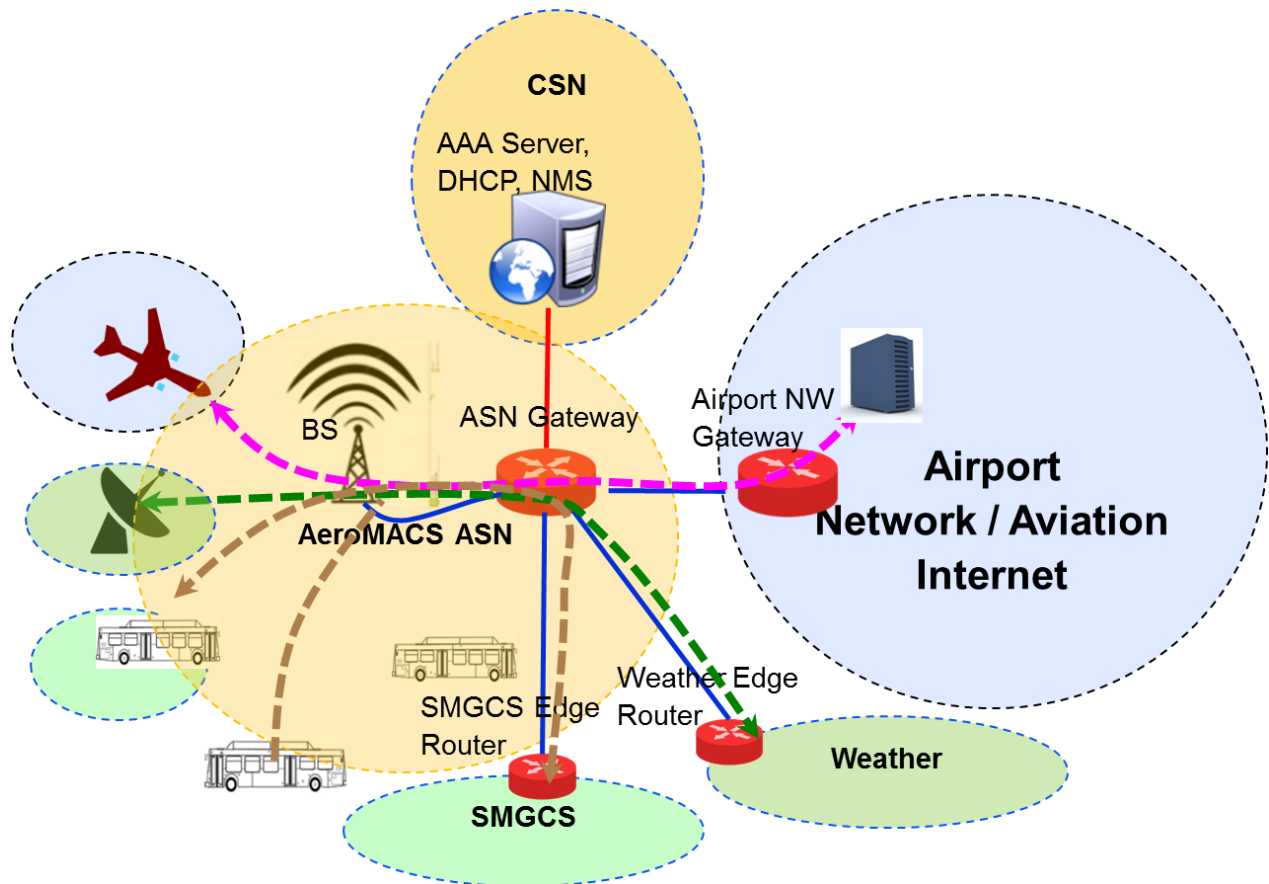 CSN
AAA Server,
DHCP, NMS
BS
ASN Gateway
Airport NW
Gateway
Airport
Network / Aviation
Internet
AeroMACS ASN
SMGCS Edge
Router
Weather Edge
Router
Weather
SMGCS